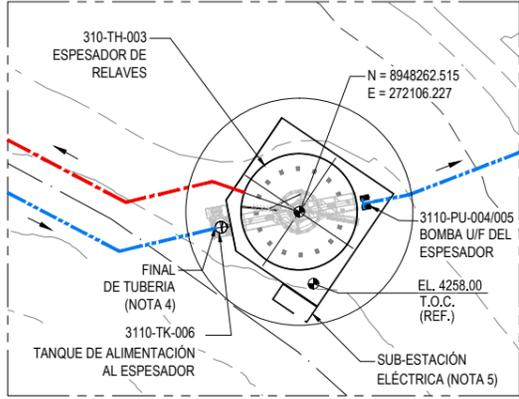 310-TH-003
ESPESADOR DE
RELAVES
N = 8948262.515
E = 272106.227
3110-PU-004/005
BOMBA U/F DEL
ESPESADOR
FINAL
DE TUBERIA
(NOTA 4)
EL. 4258.00
T.O.C.
(REF.)
3110-TK-006
TANQUE DE ALIMENTACIÓN
AL ESPESADOR
SUB-ESTACIÓN
ELÉCTRICA (NOTA 5)